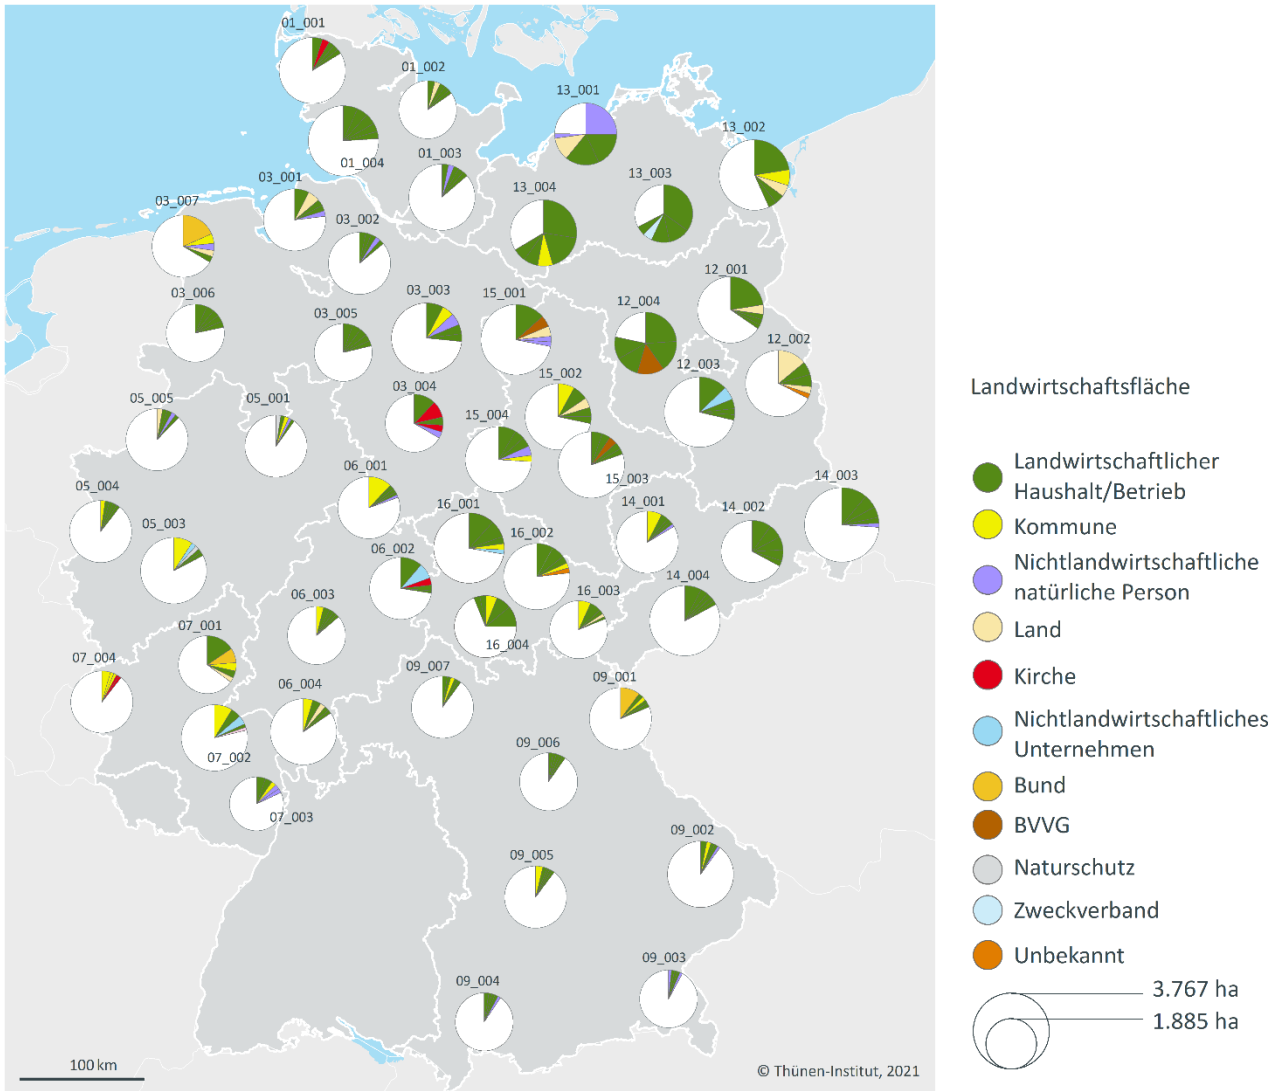 01_001
01_002
13_001
13_002
01_004
01_003
13_003
03_001
13_004
03_007
03_002
12_001
03_006
03_003
15_001
12_004
03_005
12_002
12_003
15_002
03_004
05_005
05_001
15_004
15_003
06_001
14_003
05_004
16_001
14_001
14_002
05_003
16_002
06_002
14_004
16_003
06_003
16_004
07_001
07_004
09_007
09_001
06_004
07_002
09_006
07_003
09_002
09_005
09_003
09_004
100 km
© Thünen-Institut, 2021
Landwirtschaftsfläche
Landwirtschaftlicher
Haushalt/Betrieb
Kommune
Nichtlandwirtschaftliche
natürliche Person
Land
Kirche
Nichtlandwirtschaftliches
Unternehmen
Bund
BVVG
Naturschutz
Zweckverband
Unbekannt
3.767 ha
1.885 ha